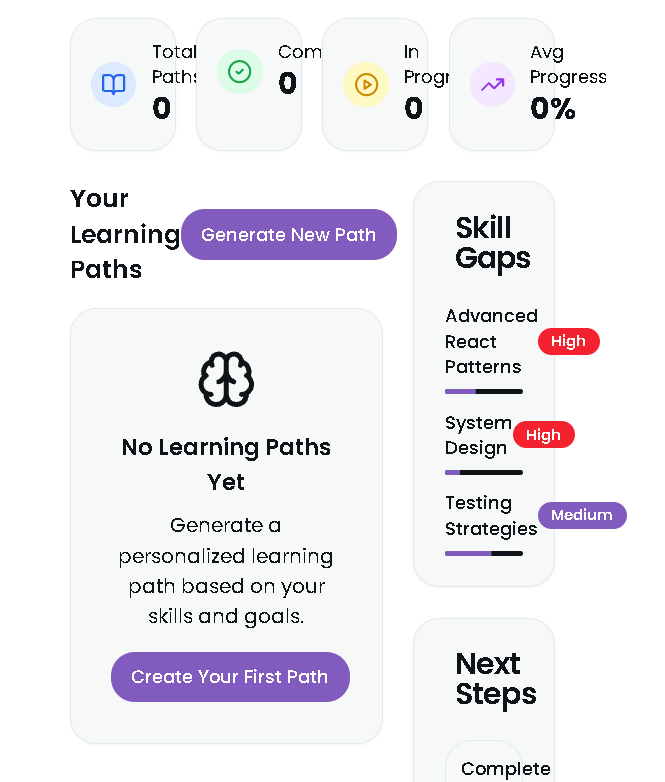 Total
Paths
0
Com
0
In
Progr
0
Avg
Progress
0%
Your
Learning
Paths
Generate New Path
No Learning Paths
Yet
Generate a
personalized learning
path based on your
skills and goals.
Create Your First Path
Skill
Gaps
Advanced
React
Patterns
High
System
Design
High
Testing
Strategies
Medium
Next
Steps
Complete